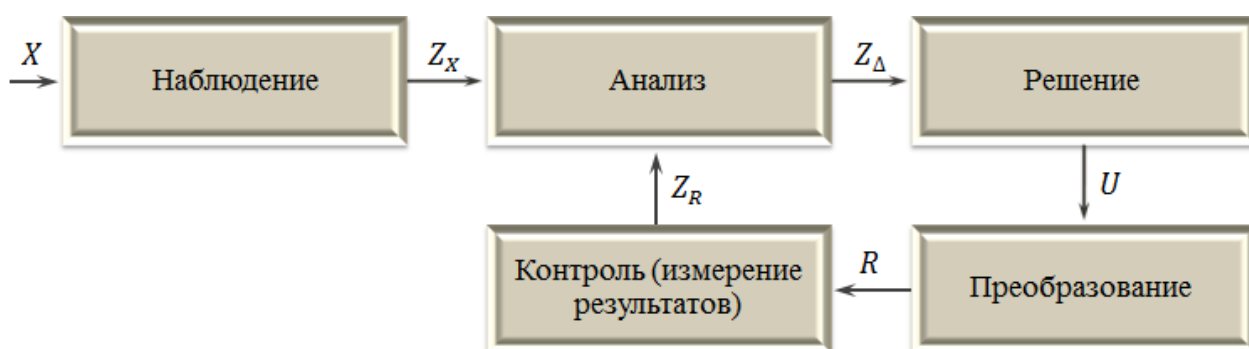 X
Наблюдение
Z_X
Анализ
Z_Δ
Решение
U
Z_R
Контроль (измерение
результатов)
R
Преобразование